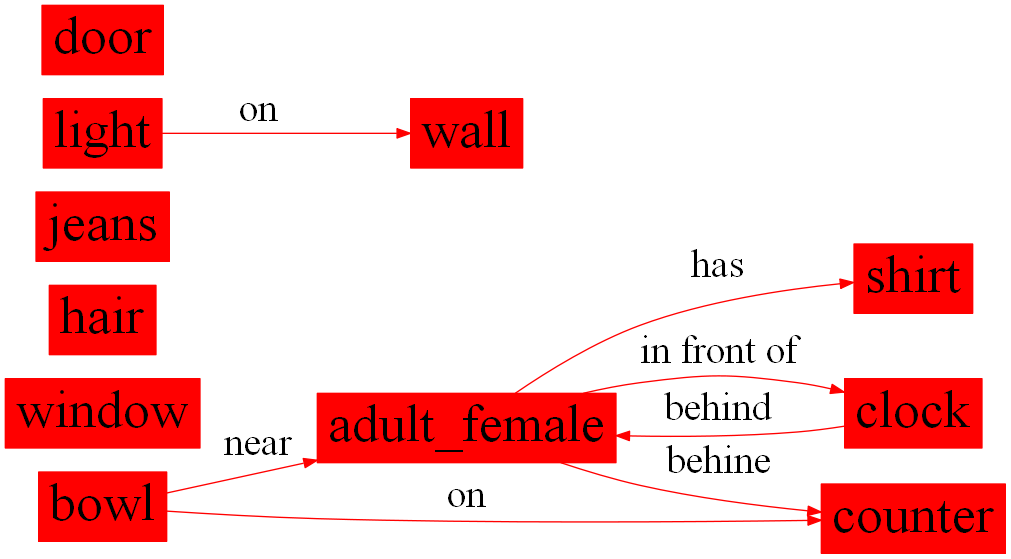 door
light
on
wall
jeans
hair
window
bowl
near
on
adult_female
has
in front of
behind
behine
shirt
clock
counter